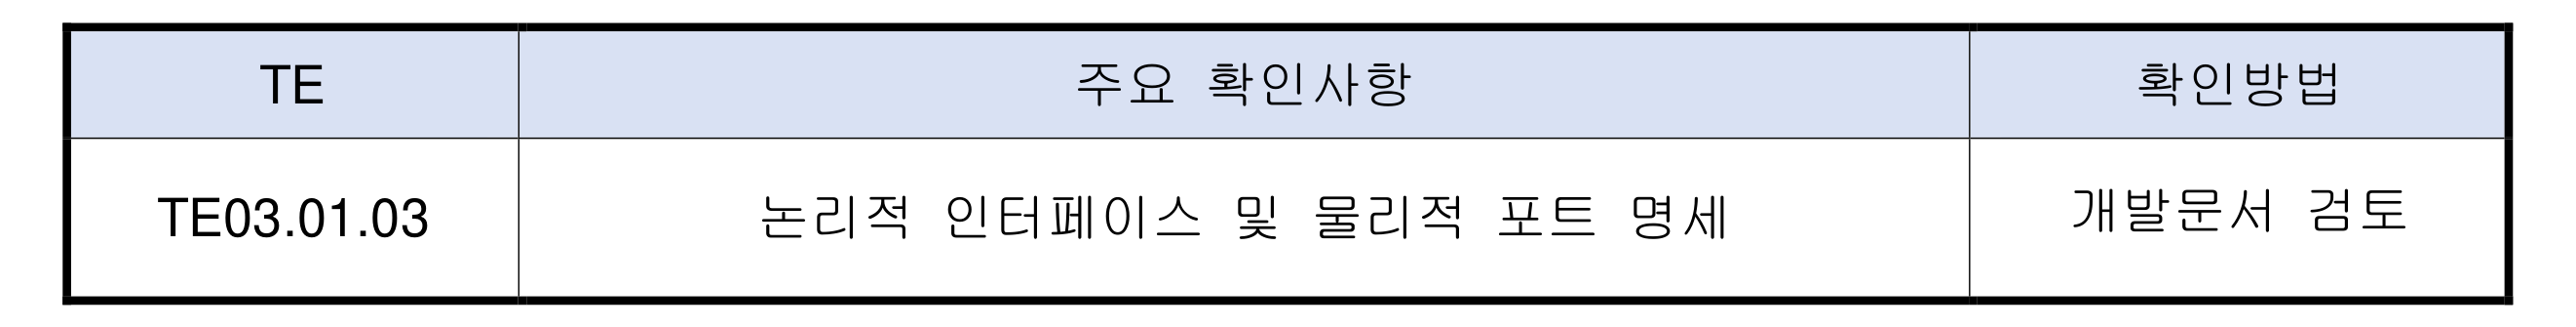 TE 주요 확인사항 확인방법
TE03.01.03 논리적 인터페이스 및 물리적 포트 명세 개발문서 검토